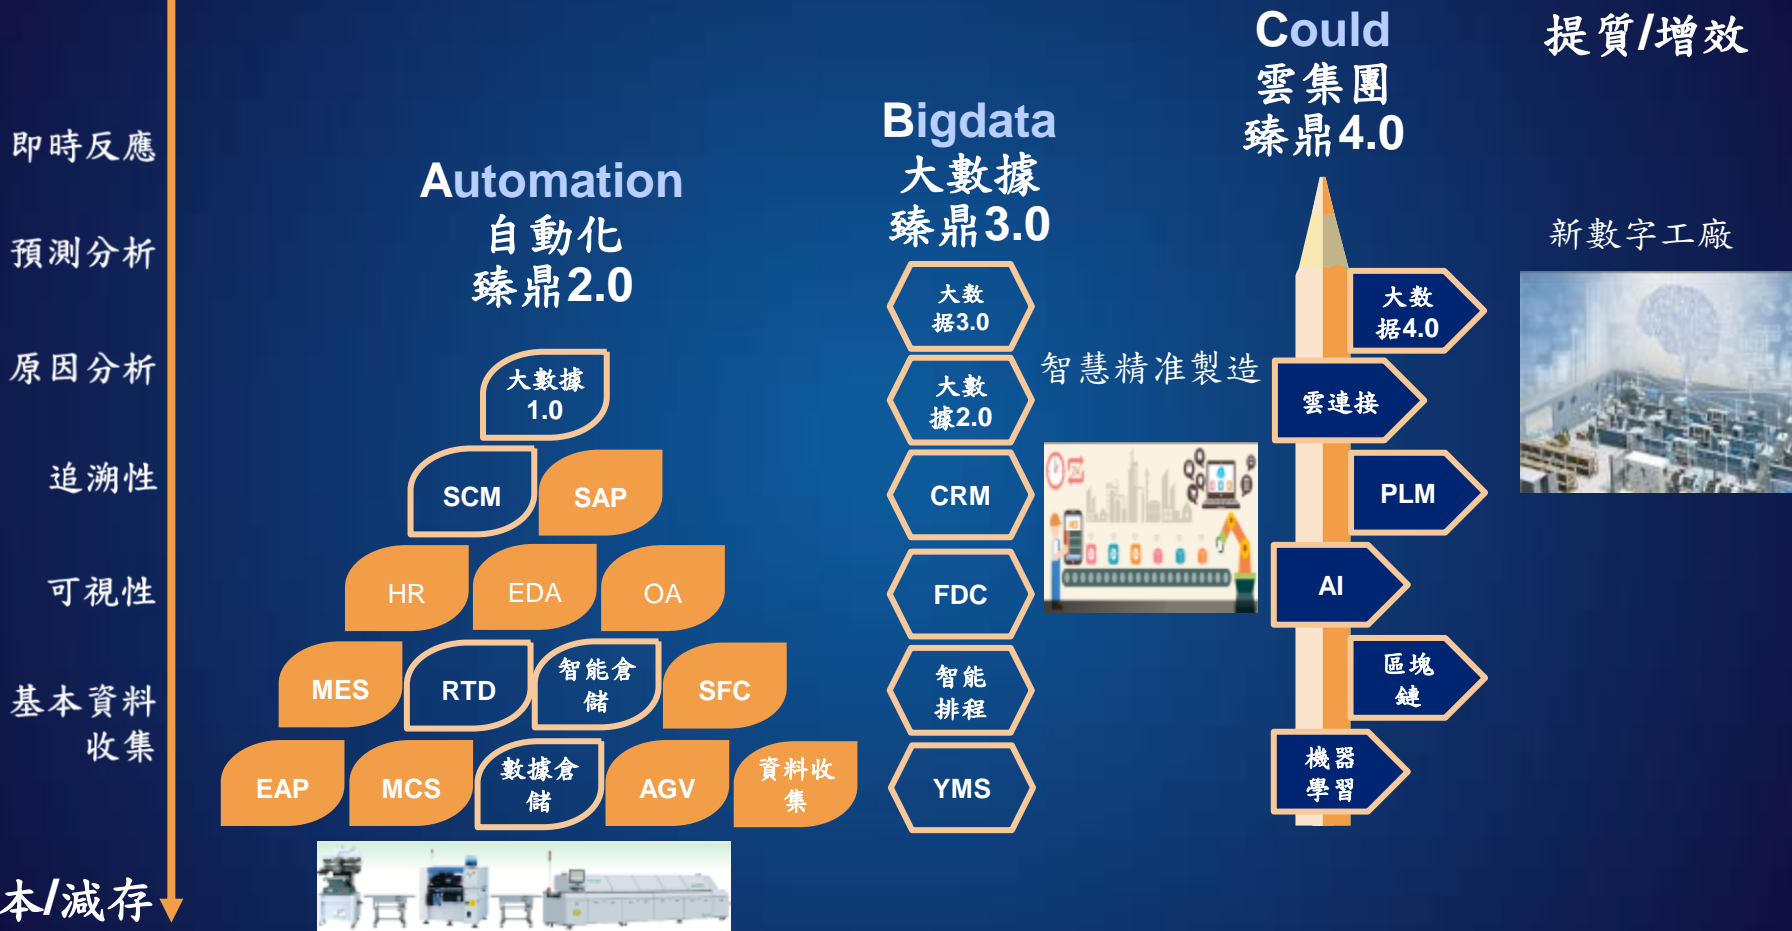 Could
雲集團
臻鼎4.0
提質/增效
Bigdata
大數據
臻鼎3.0
Automation
自動化
臻鼎2.0
即時反應
預測分析
原因分析
追溯性
可視性
基本資料
收集
本/減存
大數據
1.0
SCM
SAP
HR
EDA
OA
MES
RTD
智能倉
儲
SFC
EAP
MCS
數據倉
儲
AGV
資料收
集
大数
据3.0
大數
據2.0
CRM
FDC
智能
排程
YMS
智慧精准製造
大数
据4.0
雲連接
PLM
AI
區塊
鏈
機器
學習
新數字工廠